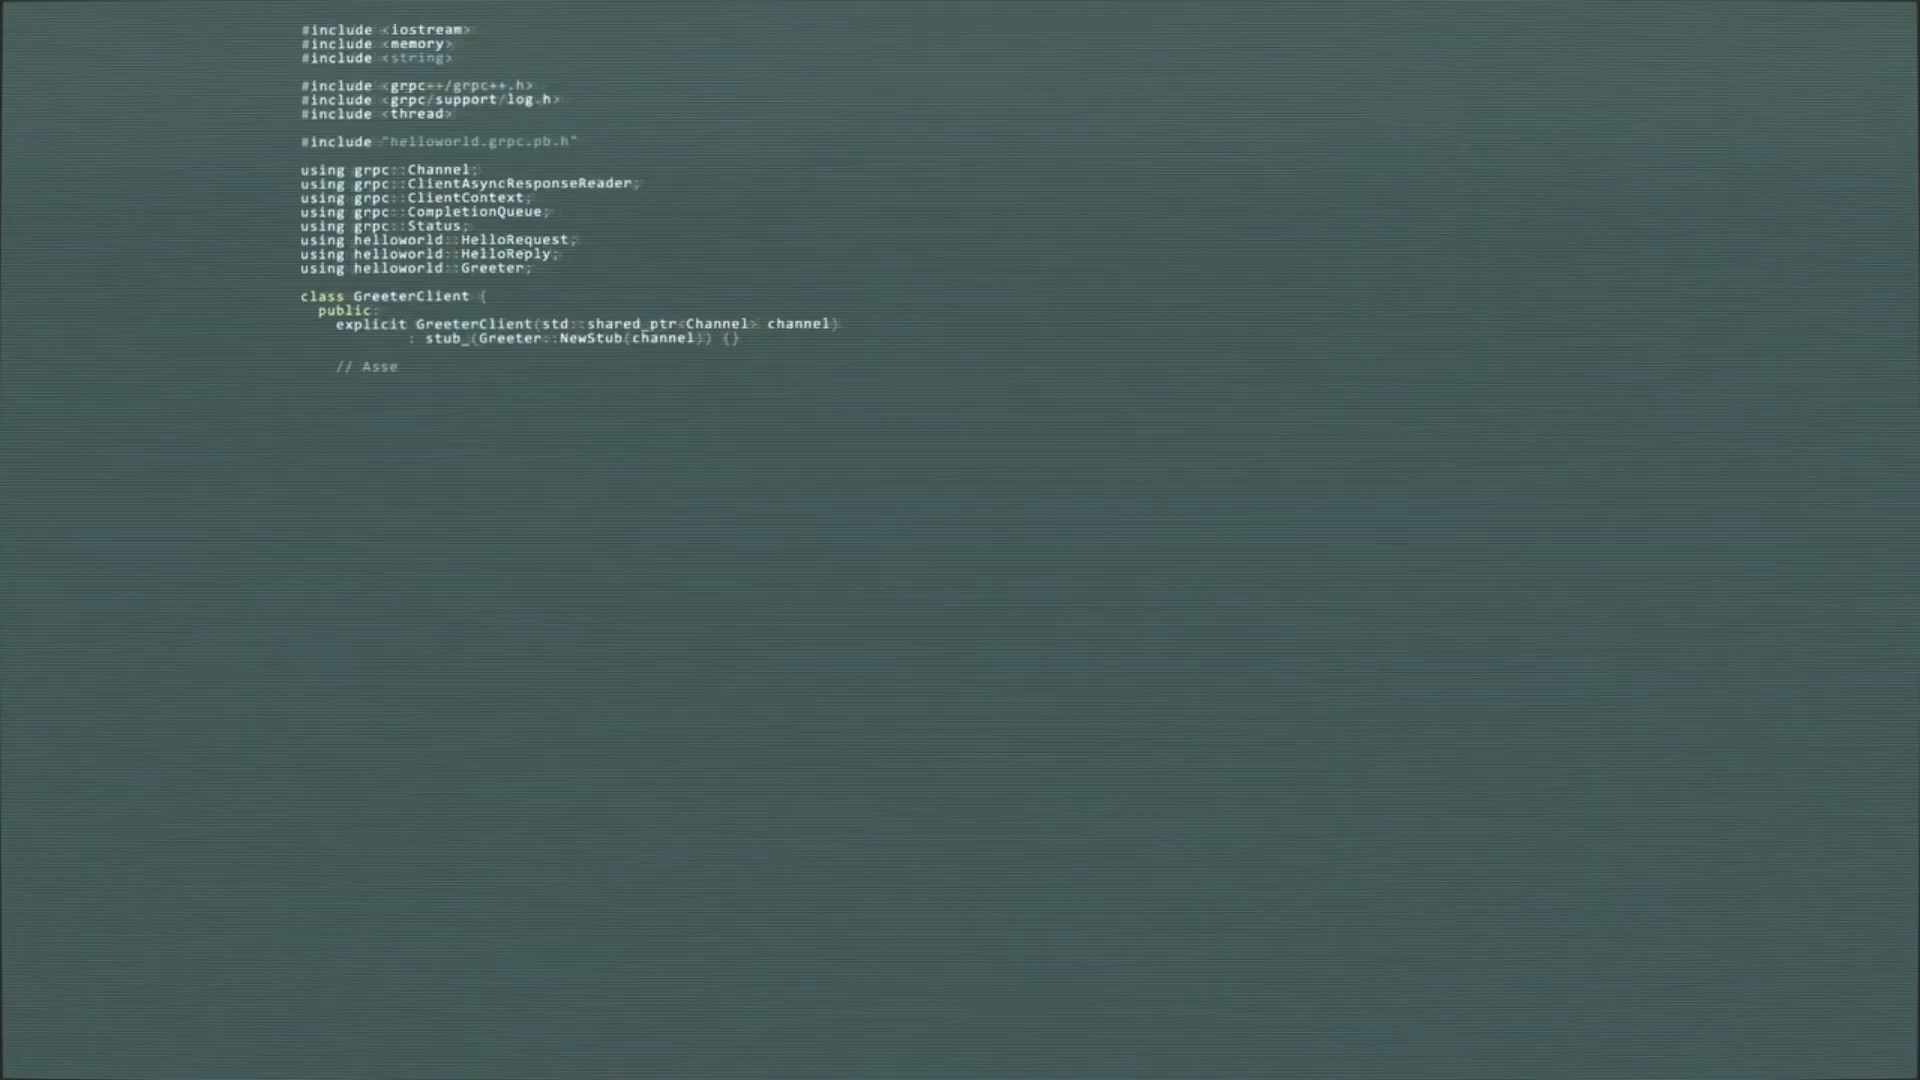 #include <iostream>
#include <memory>
#include <string>
#include <grpc++/grpc++.h>
#include <grpc/support/log.h>
#include <thread>
#include "helloworld.grpc.pb.h"
using grpc::Channel;
using grpc::ClientAsyncResponseReader;
using grpc::ClientContext;
using grpc::CompletionQueue;
using grpc::Status;
using helloworld::HelloRequest;
using helloworld::HelloReply;
using helloworld::Greeter;
class GreeterClient {
public:
explicit GreeterClient(std::shared_ptr<Channel> channel)
: stub_(Greeter::NewStub(channel)) {}
// Asse